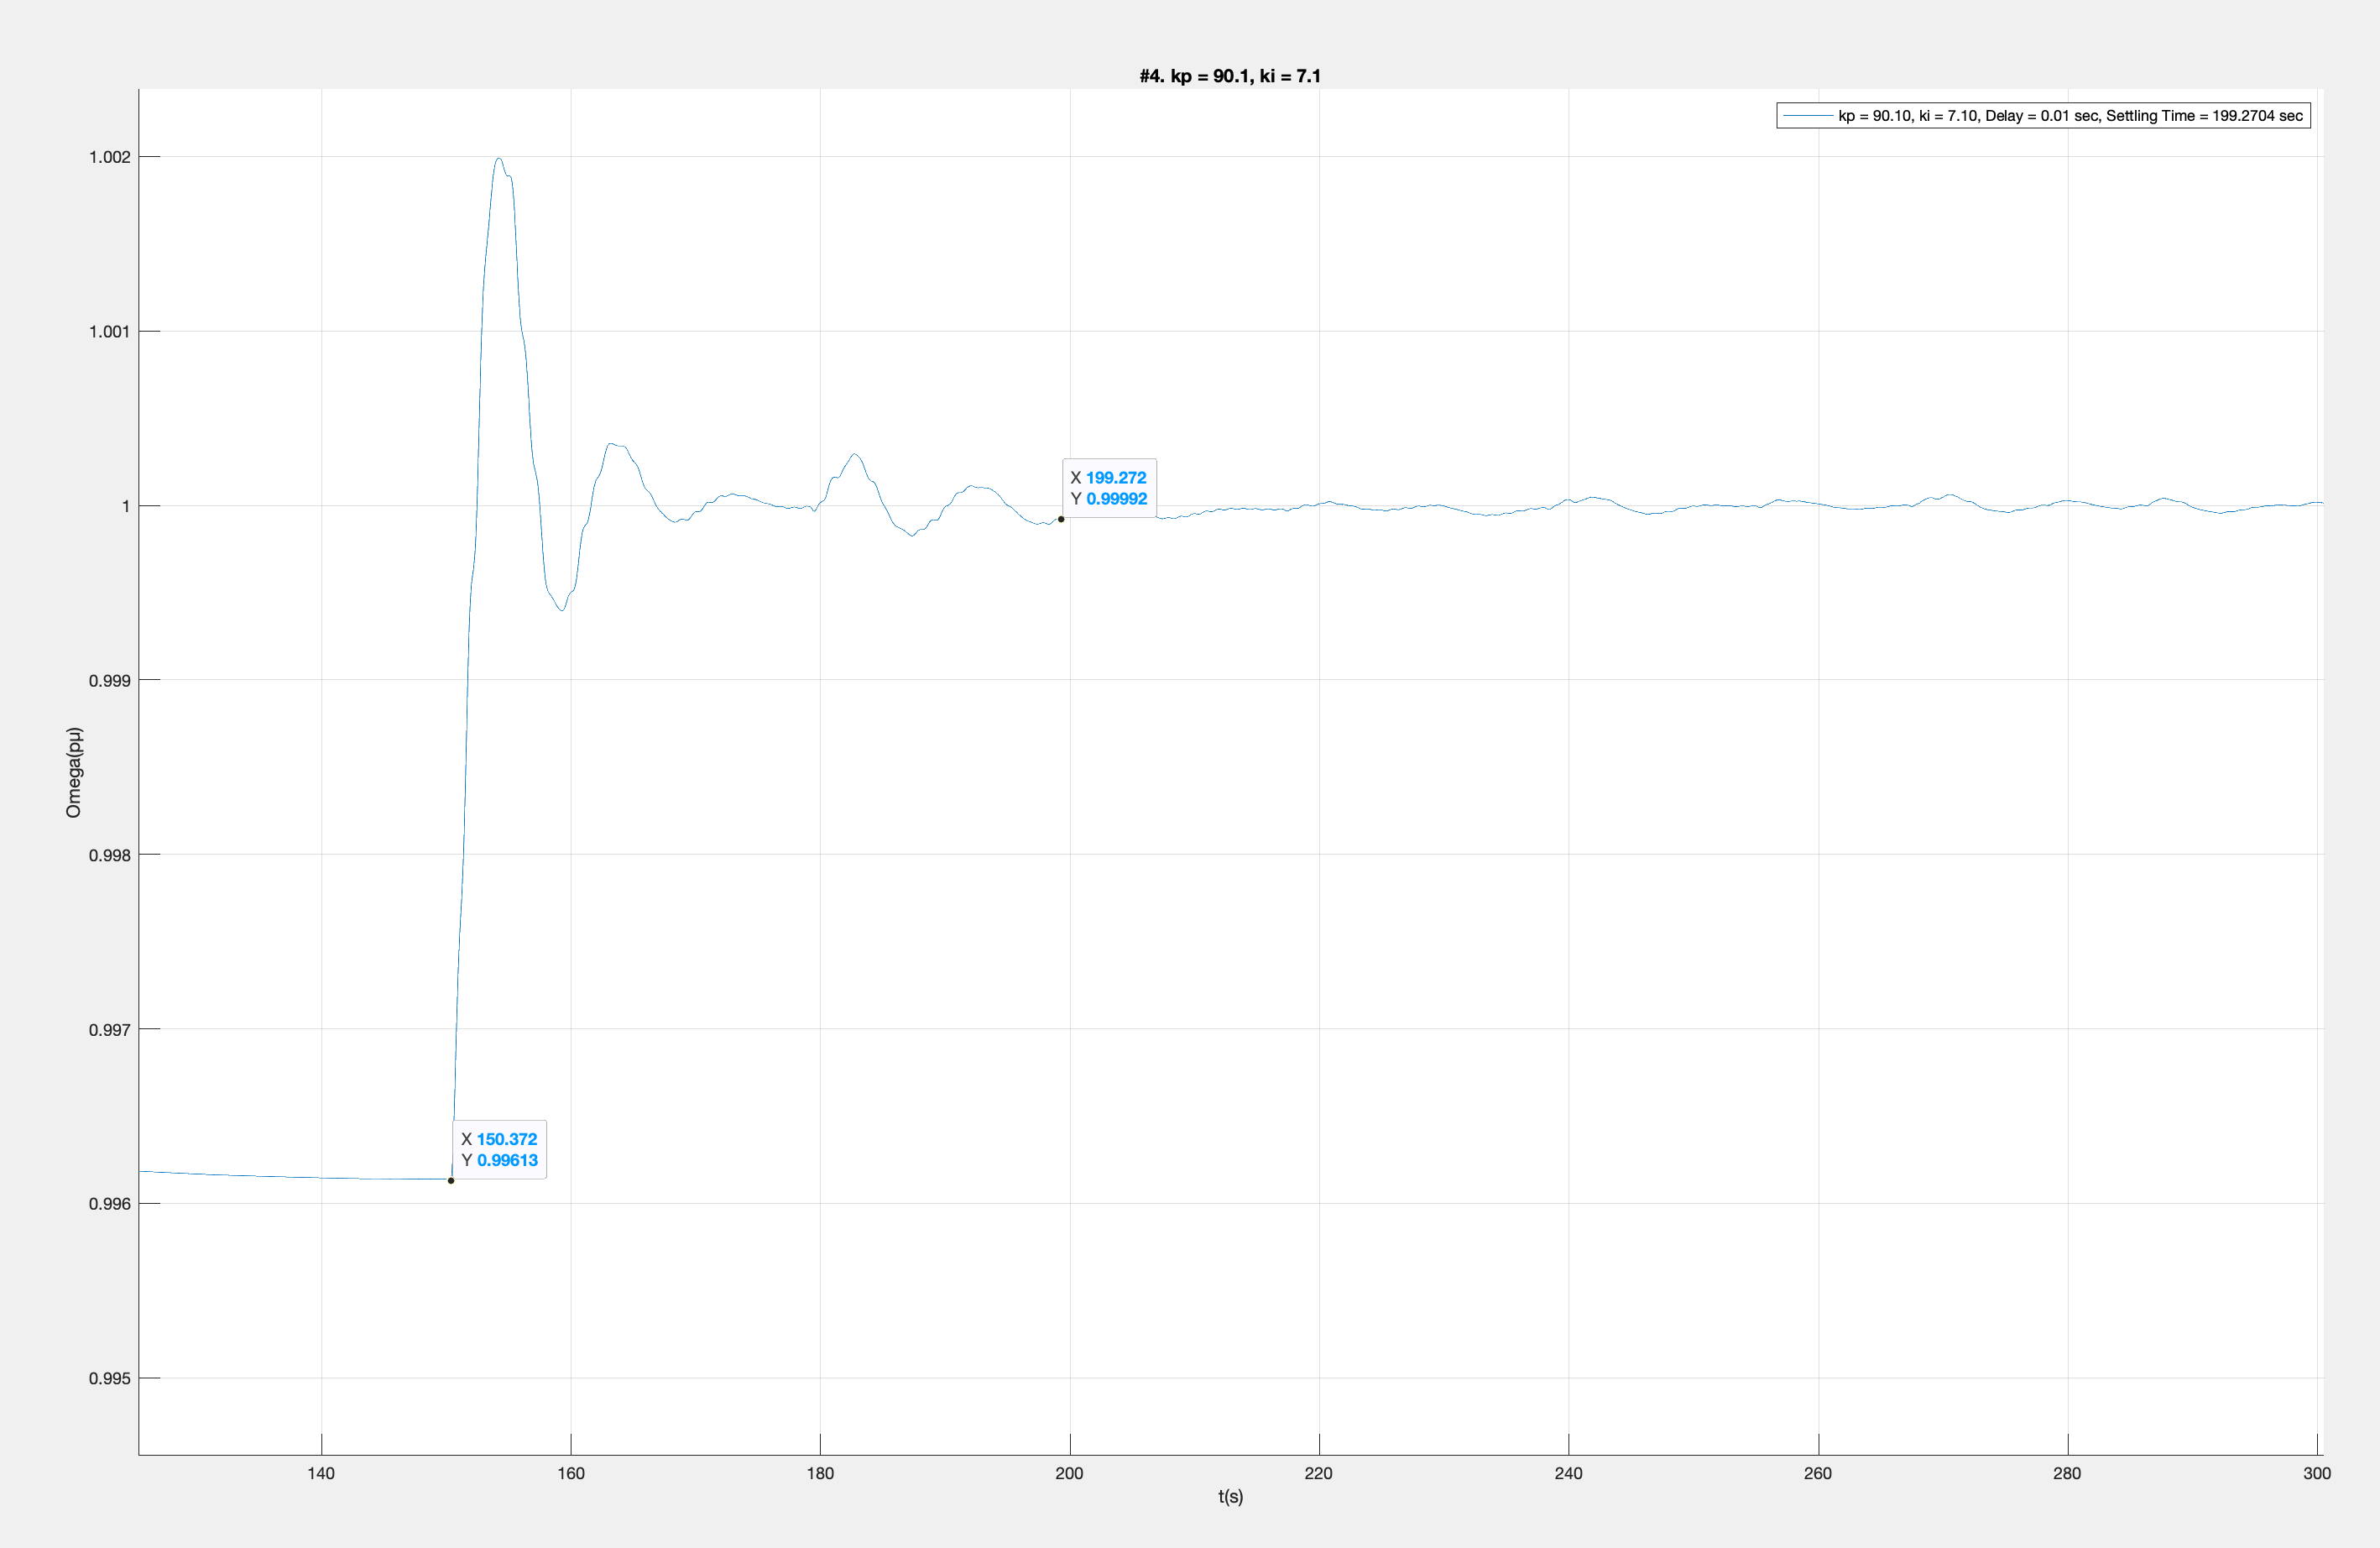 #4. kp = 90.1, ki = 7.1
kp = 90.10, ki = 7.10, Delay = 0.01 sec, Settling Time = 199.2704 sec
1.002
1.001
1
0.999
0.998
0.997
0.996
0.995
Omega(pμ)
X 199.272
Y 0.99992
X 150.372
Y 0.99613
140 160 180 200 220 240 260 280 300
t(s)